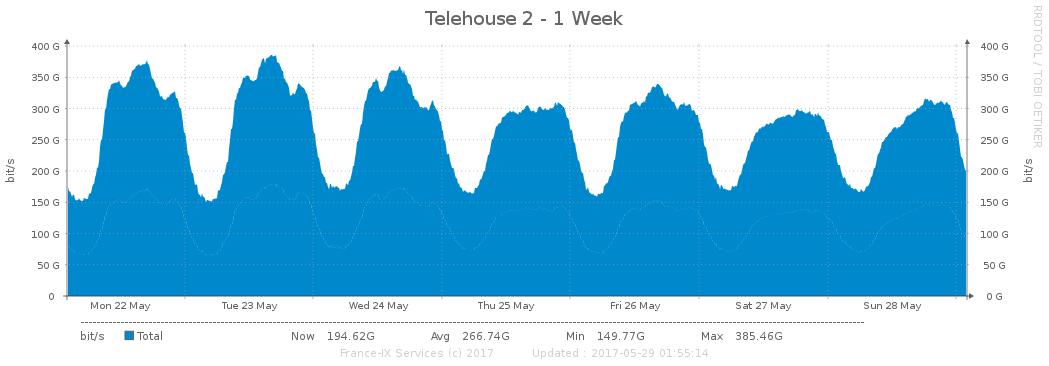 Telehouse 2 - 1 Week
RRDTOOL / TOBI OETIKER
400 G 400 G
350 G 350 G
300 G 300 G
250 G 250 G
200 G 200 G
150 G 150 G
100 G 100 G
50 G 50 G
0 0 G
bit/s bit/s
Mon 22 May Tue 23 May Wed 24 May Thu 25 May Fri 26 May Sat 27 May Sun 28 May
bit/s Total Now 194.62G Avg 266.74G Min 149.77G Max 385.46G
France-IX Services (c) 2017 Updated : 2017-05-29 01:55:14